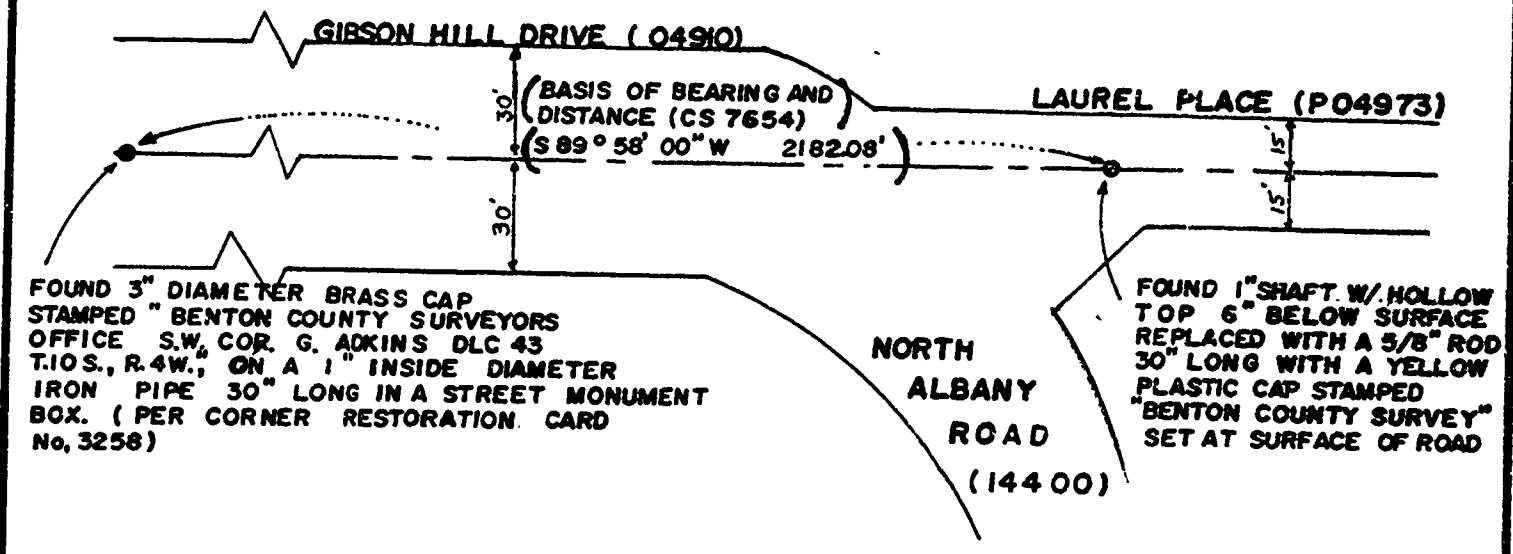 GIBSON HILL DRIVE (04910)
30'
(BASIS OF BEARING AND
DISTANCE (CS 7654))
(S 89° 58' 00" W 2182.08')
LAUREL PLACE (P04973)
15'
15'
30'
FOUND 3" DIAMETER BRASS CAP
STAMPED "BENTON COUNTY SURVEYORS
OFFICE S.W. COR. G. ADKINS DLC 43
T.10 S., R.4W.," ON A 1" INSIDE DIAMETER
IRON PIPE 30" LONG IN A STREET MONUMENT
BOX. (PER CORNER RESTORATION CARD
No, 3258)
NORTH
ALBANY
ROAD
(14400)
FOUND 1" SHAFT W/ HOLLOW
TOP 6" BELOW SURFACE
REPLACED WITH A 5/8" ROD
30" LONG WITH A YELLOW
PLASTIC CAP STAMPED
"BENTON COUNTY SURVEY"
SET AT SURFACE OF ROAD